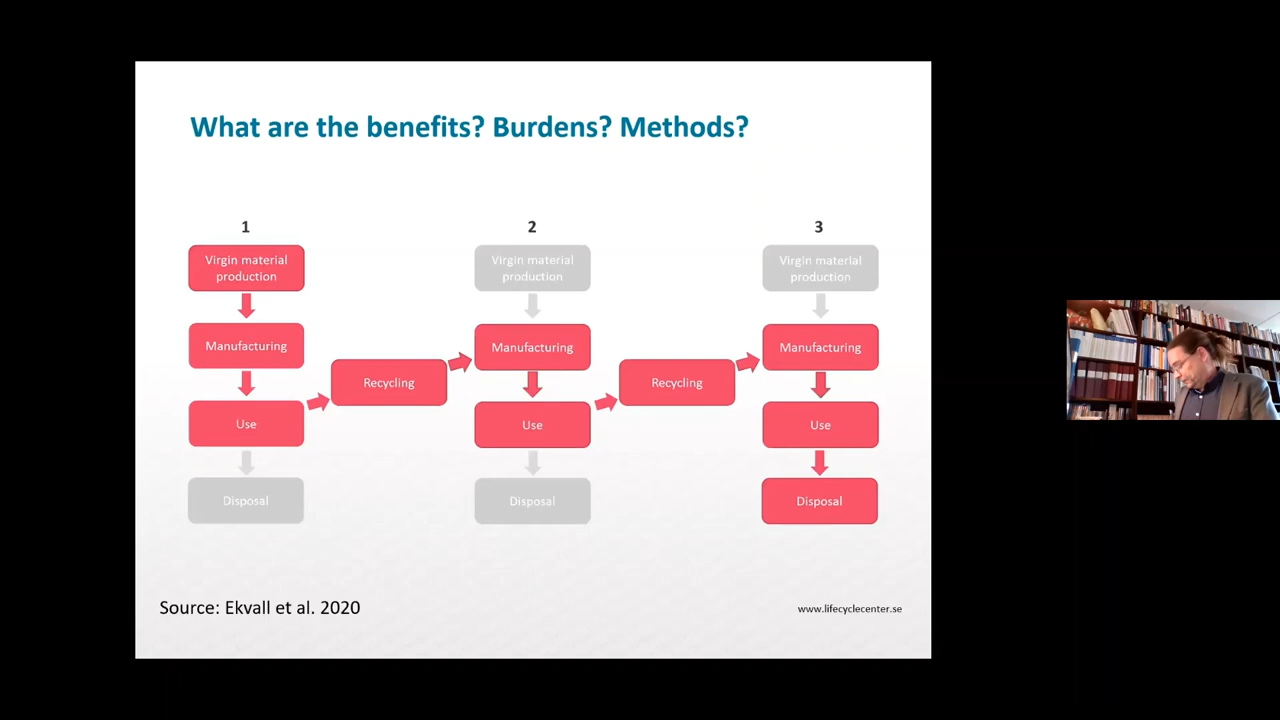 What are the benefits? Burdens? Methods?
1
2
3
Virgin material
production
Virgin material
production
Virgin material
production
Manufacturing
Manufacturing
Manufacturing
Recycling
Recycling
Use
Use
Use
Disposal
Disposal
Disposal
Source: Ekvall et al. 2020
www.lifecyclecenter.se